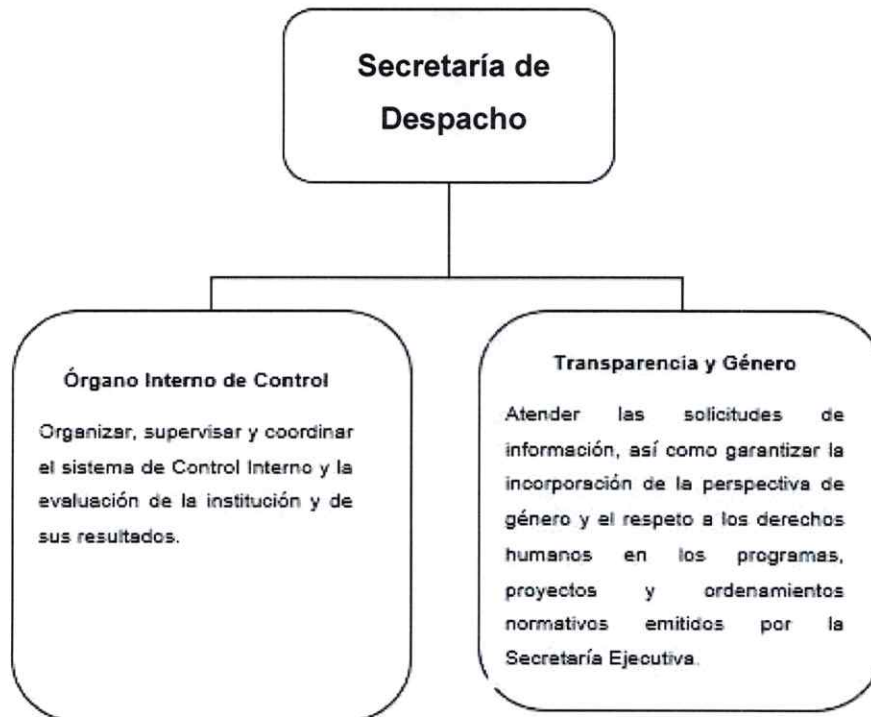 Secretaría de
Despacho
Órgano Interno de Control
Organizar, supervisar y coordinar
el sistema de Control Interno y la
evaluación de la institución y de
sus resultados.
Transparencia y Género
Atender las solicitudes de
información, así como garantizar la
incorporación de la perspectiva de
género y el respeto a los derechos
humanos en los programas,
proyectos y ordenamientos
normativos emitidos por la
Secretaría Ejecutiva.